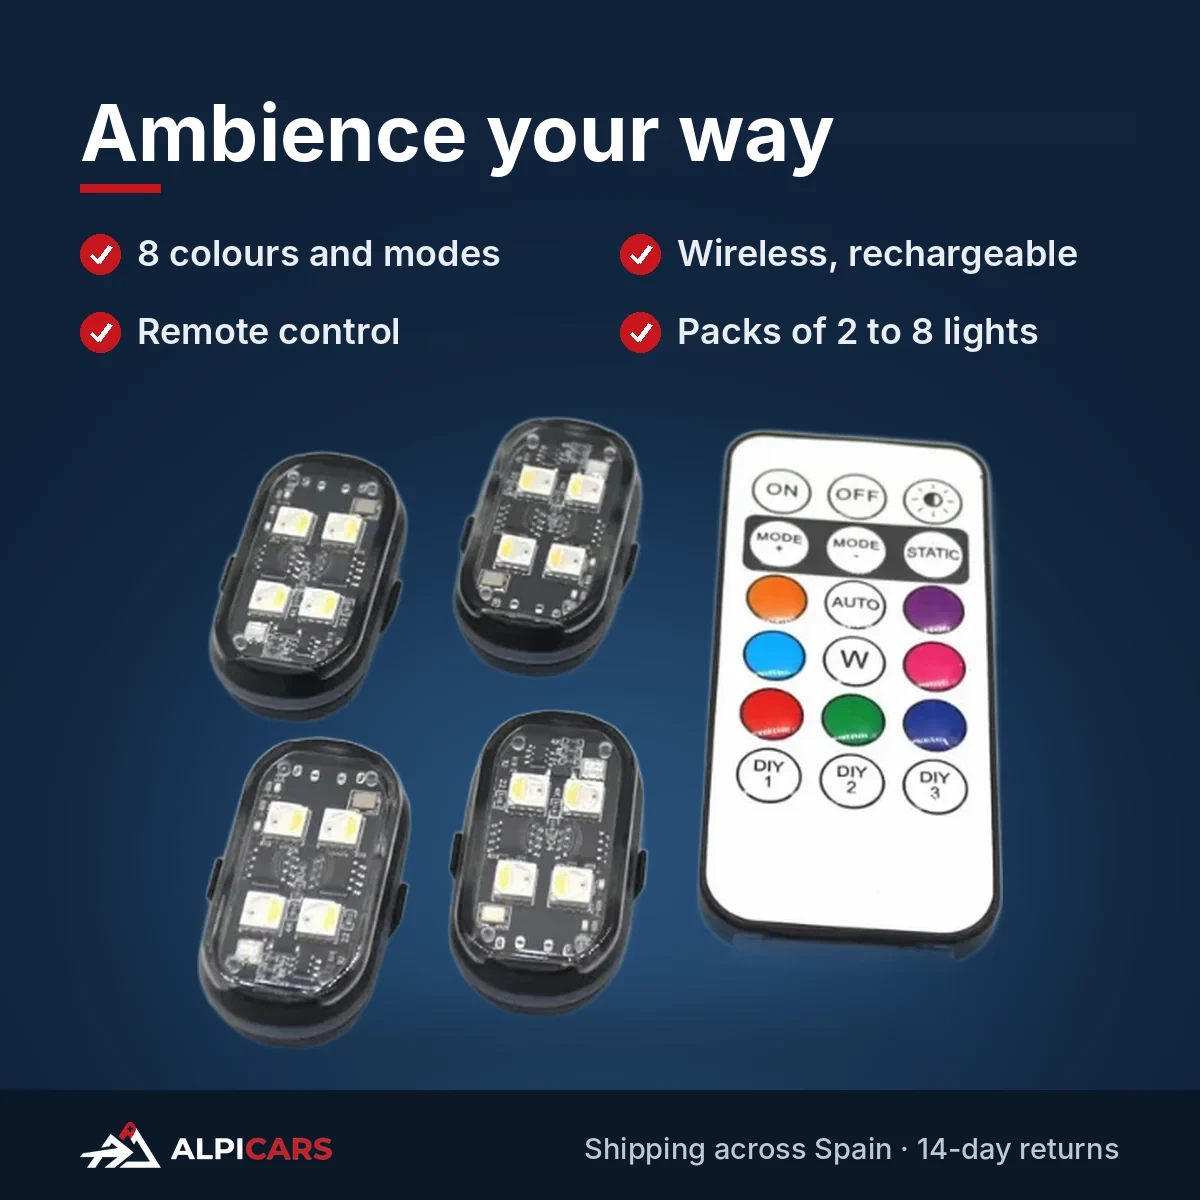 Ambience your way
8 colours and modes
Wireless, rechargeable
Remote control
Packs of 2 to 8 lights
ON
OFF
MODE +
MODE -
STATIC
AUTO
W
DIY 1
DIY 2
DIY 3
ALPICARS
Shipping across Spain · 14-day returns